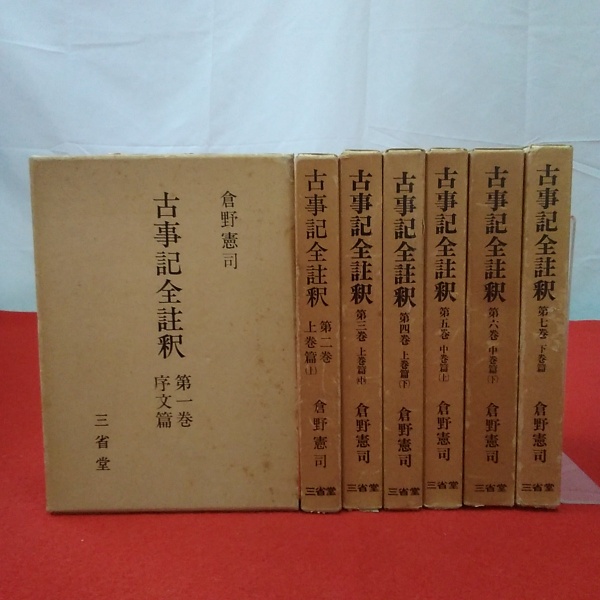 倉野憲司
古事記全註釈
第一巻
序文篇
三省堂
古事記全註釈
第二巻
上巻篇(上)
倉野憲司
三省堂
古事記全註釈
第三巻 上巻篇(中)
倉野憲司
三省堂
古事記全註釈
第四巻 上巻篇(下)
倉野憲司
三省堂
古事記全註釈
第五巻 中巻篇(上)
倉野憲司
三省堂
古事記全註釈
第六巻 中巻篇(下)
倉野憲司
三省堂
古事記全註釈
第七巻 下巻篇
倉野憲司
三省堂